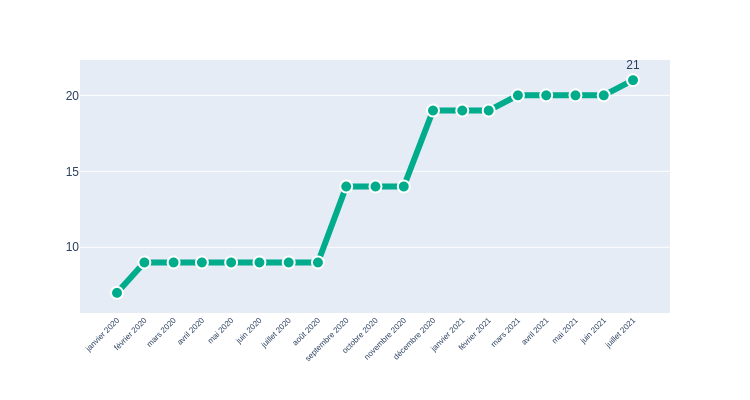 21
20
15
10
janvier 2020
février 2020
mars 2020
avril 2020
mai 2020
juin 2020
juillet 2020
août 2020
septembre 2020
octobre 2020
novembre 2020
décembre 2020
janvier 2021
février 2021
mars 2021
avril 2021
mai 2021
juin 2021
juillet 2021